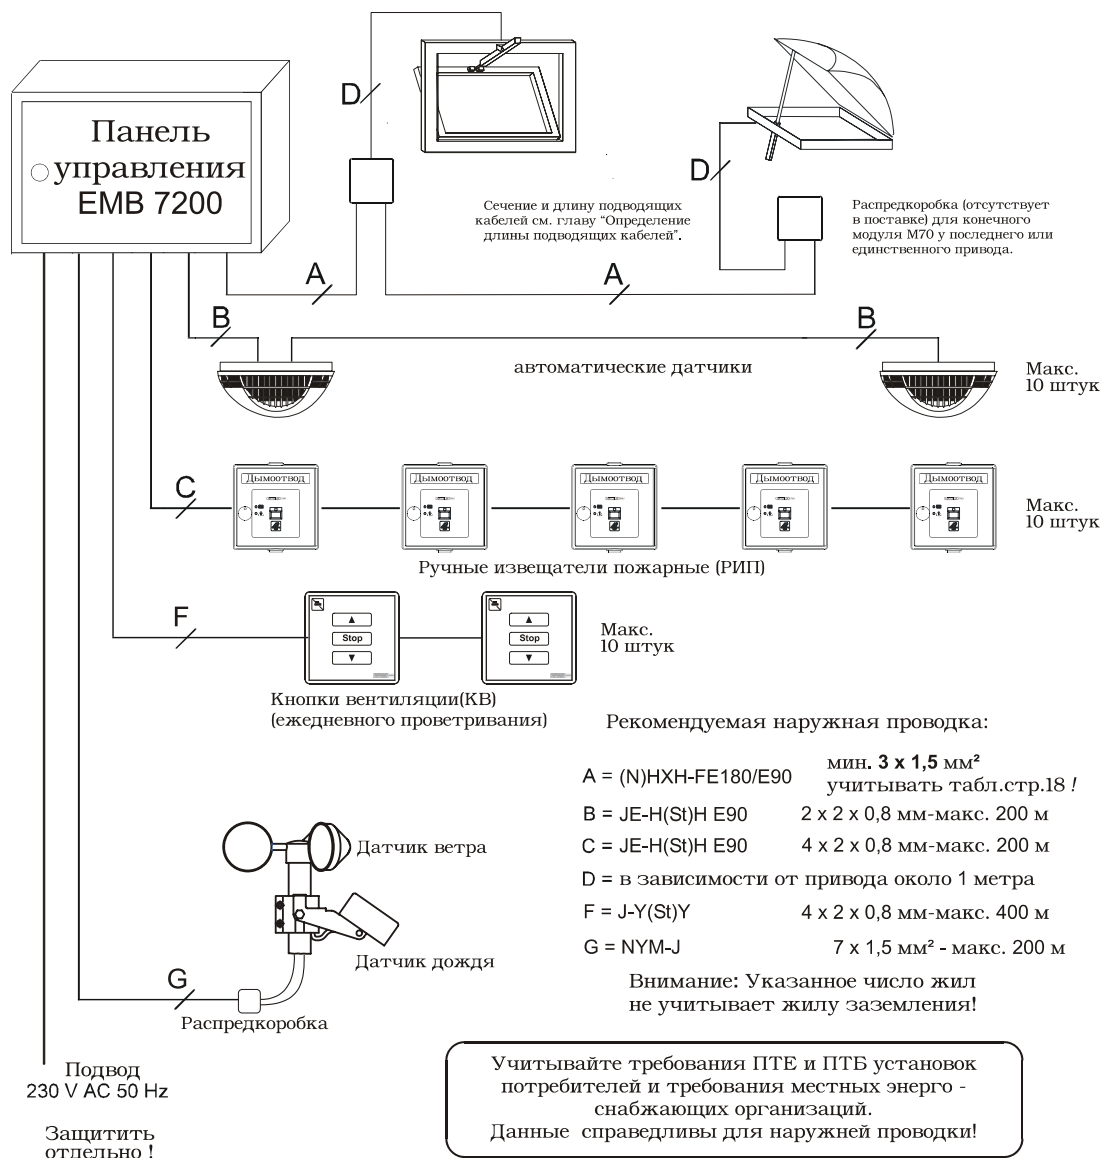 Панель
управления
EMB 7200
D
D
Сечение и длину подводящих
кабелей см. главу “Определение
длины подводящих кабелей”.
Распредкоробка (отсутствует
в поставке) для конечного
модуля М70 у последнего или
единственного привода.
A
A
B
B
автоматические датчики
Макс.
10 штук
C
Дымоотвод
Дымоотвод
Дымоотвод
Дымоотвод
Дымоотвод
Макс.
10 штук
Ручные извещатели пожарные (РИП)
F
Stop
Stop
Макс.
10 штук
Кнопки вентиляции(КВ)
(ежедневного проветривания)
Рекомендуемая наружная проводка:
A = (N)HXH-FE180/E90 мин. 3 x 1,5 мм²
учитывать табл.стр.18 !
B = JE-H(St)H E90 2 x 2 x 0,8 мм-макс. 200 м
C = JE-H(St)H E90 4 x 2 x 0,8 мм-макс. 200 м
D = в зависимости от привода около 1 метра
F = J-Y(St)Y 4 x 2 x 0,8 мм-макс. 400 м
G = NYM-J 7 x 1,5 мм² - макс. 200 м
Внимание: Указанное число жил
не учитывает жилу заземления!
Датчик ветра
Датчик дождя
G
Распредкоробка
Подвод
230 V AC 50 Hz
Защитить
отдельно !
Учитывайте требования ПТЕ и ПТБ установок
потребителей и требования местных энерго -
снабжающих организаций.
Данные справедливы для наружней проводки!